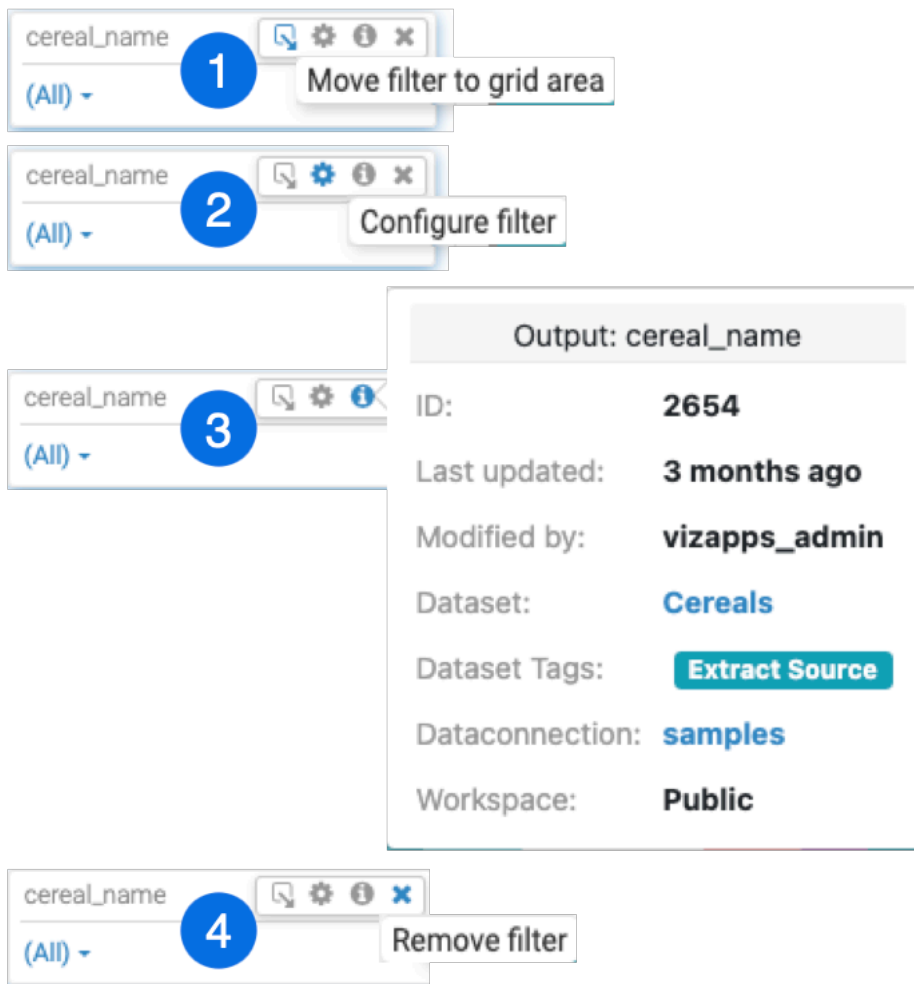 cereal_name
1
Move filter to grid area
(All)
cereal_name
2
Configure filter
(All)
Output: cereal_name
cereal_name
3
(All)
ID: 2654
Last updated: 3 months ago
Modified by: vizapps_admin
Dataset: Cereals
Dataset Tags: Extract Source
Dataconnection: samples
Workspace: Public
cereal_name
4
Remove filter
(All)